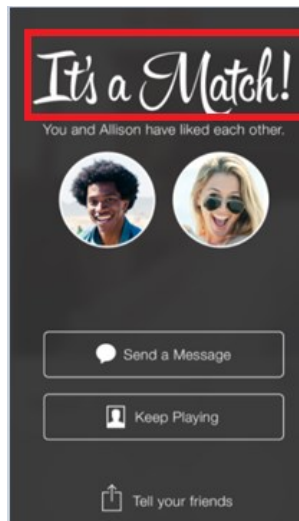 It's a Match!
You and Allison have liked each other.
Send a Message
Keep Playing
Tell your friends